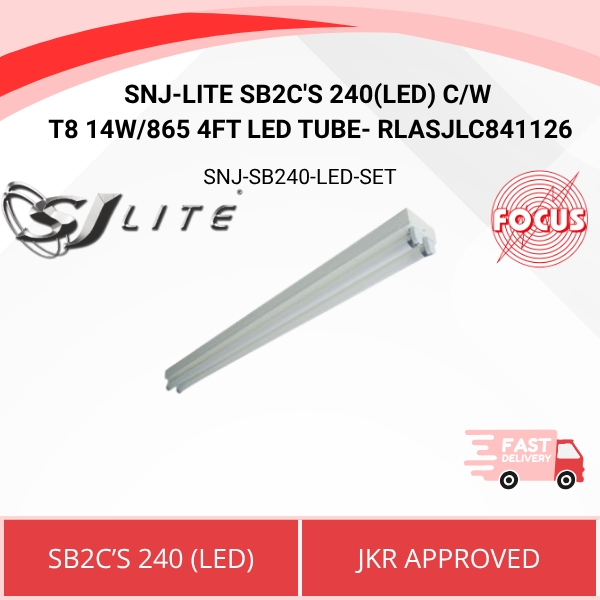 SNJ-LITE SB2C'S 240(LED) C/W
T8 14W/865 4FT LED TUBE- RLASJLC841126
SNJ-SB240-LED-SET
SJ LITE®
FOCUS
FAST
DELIVERY
SB2C’S 240 (LED)
JKR APPROVED